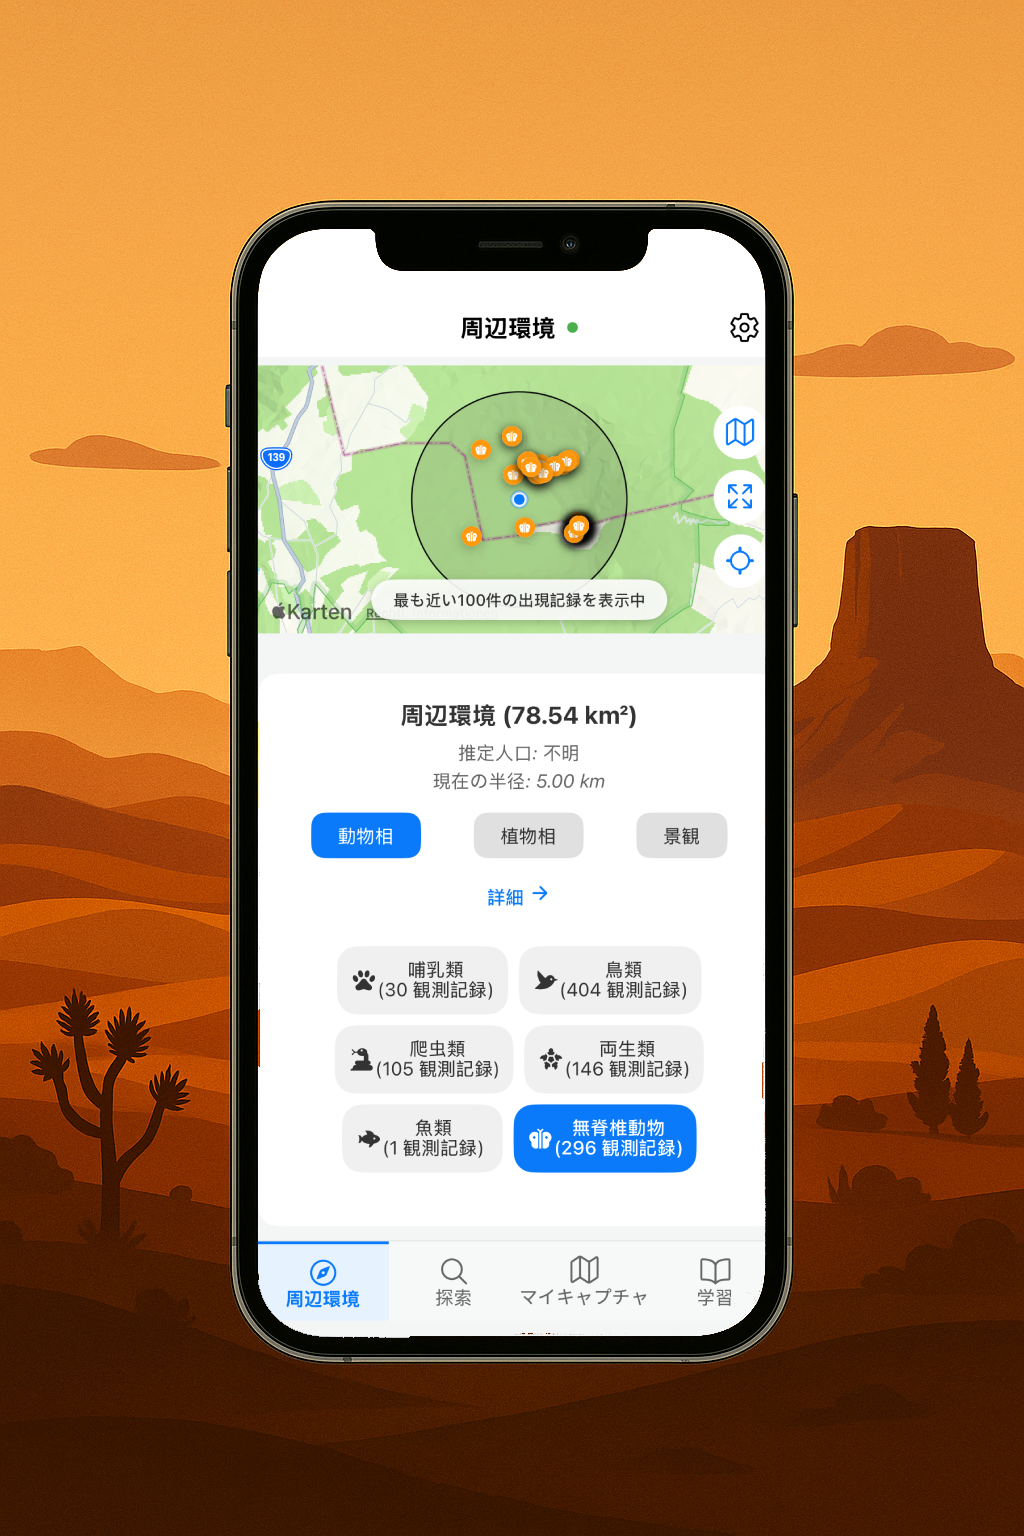 周辺環境
139
Karten
最も近い100件の出現記録を表示中
周辺環境 (78.54 km²)
推定人口: 不明
現在の半径: 5.00 km
動物相 植物相 景観
詳細 →
哺乳類
(30 観測記録)
鳥類
(404 観測記録)
爬虫類
(105 観測記録)
両生類
(146 観測記録)
魚類
(1 観測記録)
無脊椎動物
(296 観測記録)
周辺環境 探索 マイキャプチャ 学習